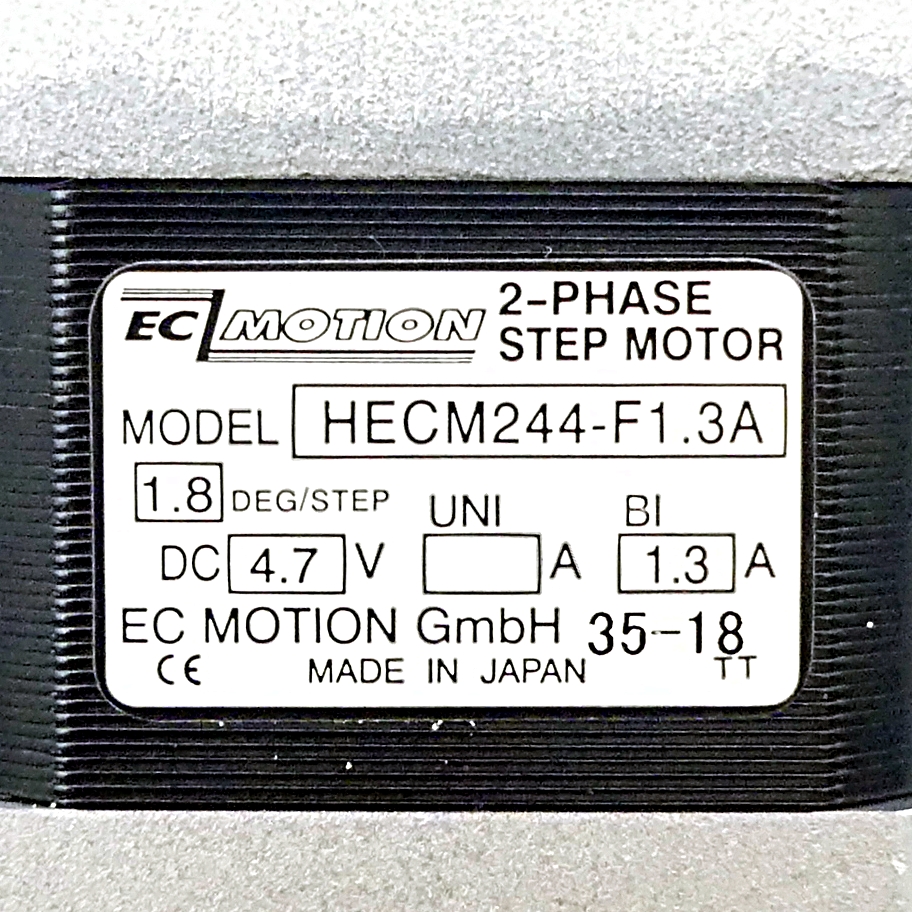 EC MOTION
2-PHASE
STEP MOTOR
MODEL HECM244-F1.3A
1.8 DEG/STEP
UNI BI
DC 4.7 V A 1.3 A
EC MOTION GmbH 35-18
CE MADE IN JAPAN TT